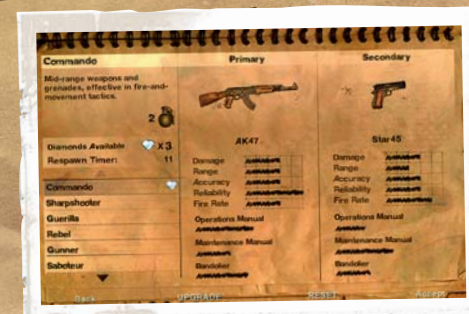 Commando
Mid-range weapons and
grenades, effective in fire-and-
movement tactics.
2
Diamonds Available X 3
Respawn Timer: 11
Commando
Sharpshooter
Guerilla
Rebel
Gunner
Saboteur
Primary
AK47
Damage
Range
Accuracy
Reliability
Fire Rate
Operations Manual
Maintenance Manual
Bandolier
Secondary
Star45
Damage
Range
Accuracy
Reliability
Fire Rate
Operations Manual
Maintenance Manual
Bandolier
Back UPGRADE RESET Accept